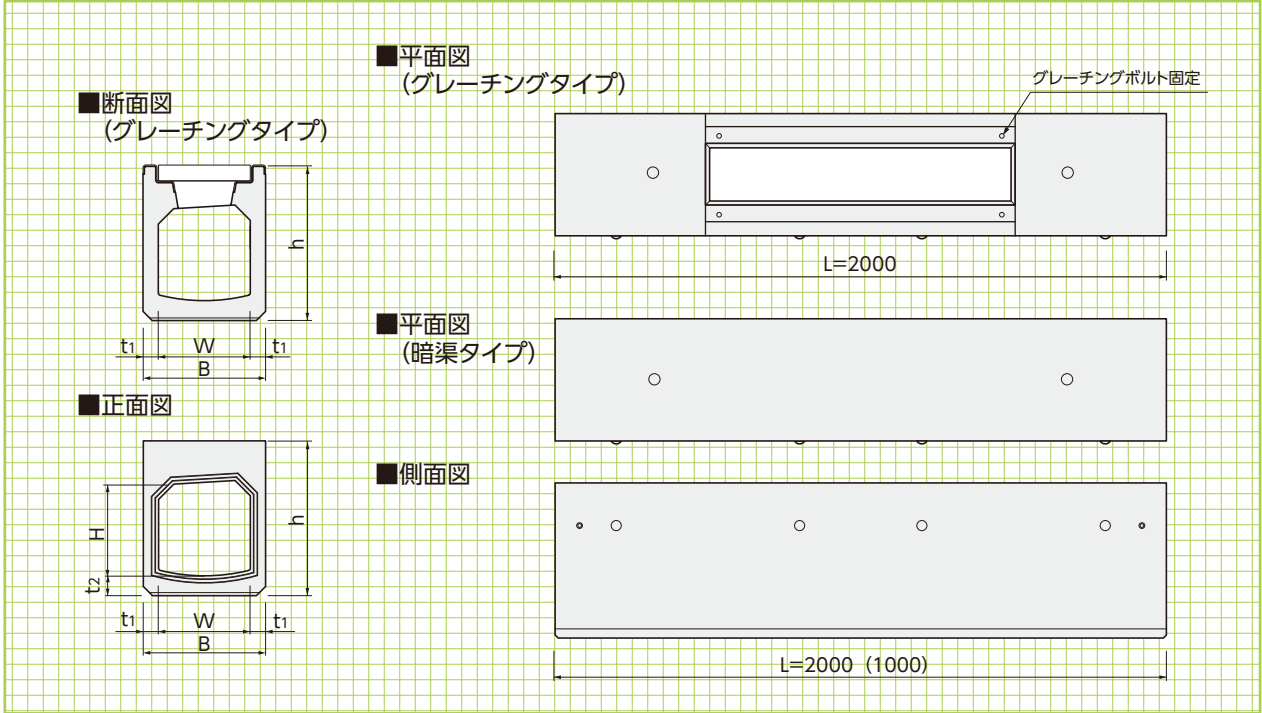 ■断面図
(グレーチングタイプ)
h
t1
W
t1
B
■正面図
H
t2
h
t1
W
t1
B
■平面図
(グレーチングタイプ)
グレーチングボルト固定
L=2000
■平面図
(暗渠タイプ)
■側面図
L=2000 (1000)